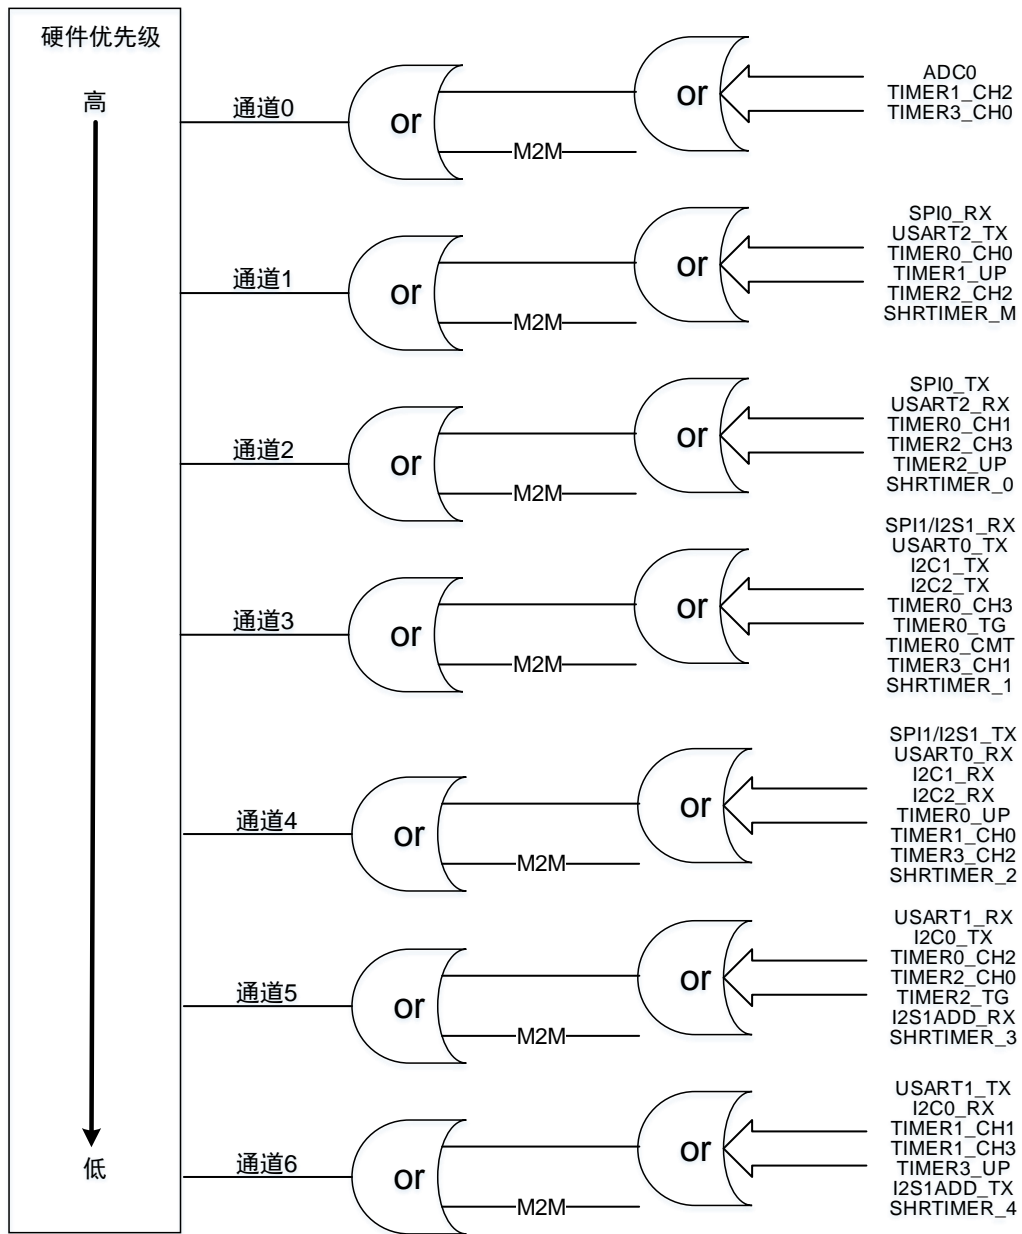 硬件优先级
高
通道0
or
M2M
or
ADC0
TIMER1_CH2
TIMER3_CH0
通道1
or
M2M
or
SPI0_RX
USART2_TX
TIMER0_CH0
TIMER1_UP
TIMER2_CH2
SHRTIMER_M
通道2
or
M2M
or
SPI0_TX
USART2_RX
TIMER0_CH1
TIMER2_CH3
TIMER2_UP
SHRTIMER_0
通道3
or
M2M
or
SPI1/I2S1_RX
USART0_TX
I2C1_TX
I2C2_TX
TIMER0_CH3
TIMER0_TG
TIMER0_CMT
TIMER3_CH1
SHRTIMER_1
通道4
or
M2M
or
SPI1/I2S1_TX
USART0_RX
I2C1_RX
I2C2_RX
TIMER0_UP
TIMER1_CH0
TIMER3_CH2
SHRTIMER_2
通道5
or
M2M
or
USART1_RX
I2C0_TX
TIMER0_CH2
TIMER2_CH0
TIMER2_TG
I2S1ADD_RX
SHRTIMER_3
低
通道6
or
M2M
or
USART1_TX
I2C0_RX
TIMER1_CH1
TIMER1_CH3
TIMER3_UP
I2S1ADD_TX
SHRTIMER_4